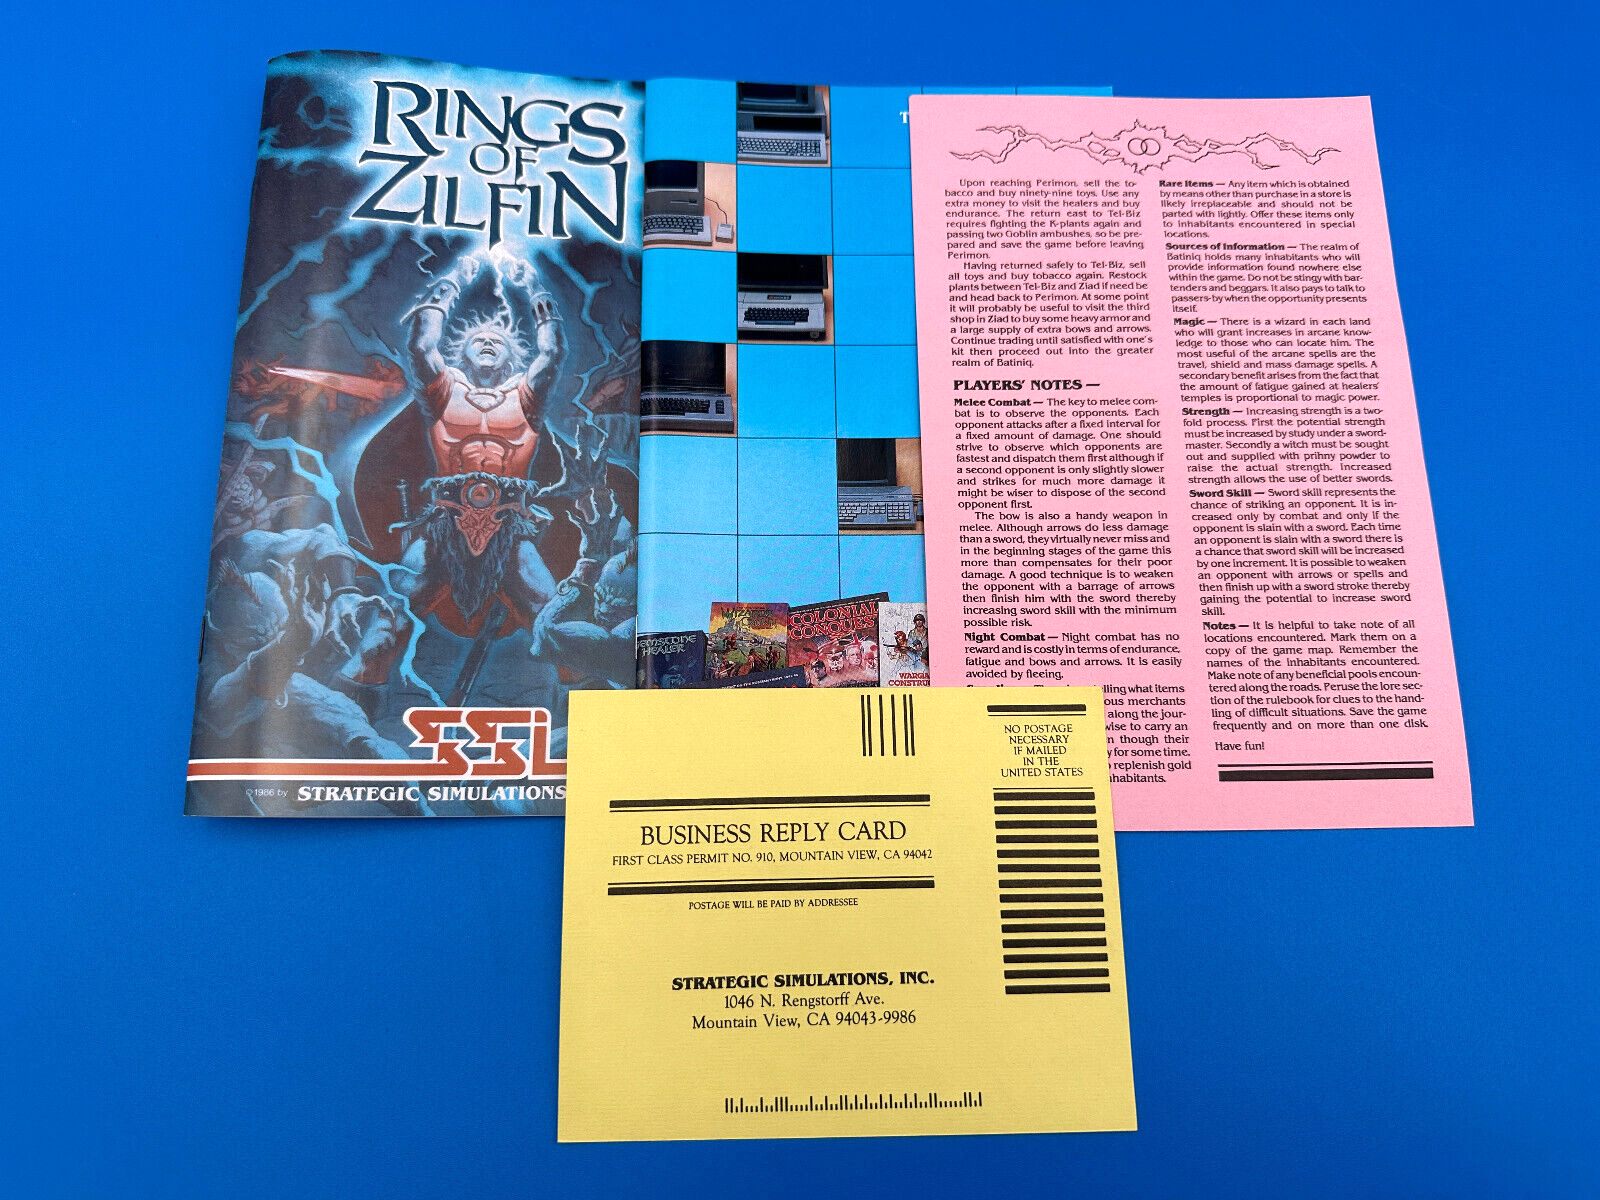 RINGS
OF
ZILFIN
SSI
©1986 by STRATEGIC SIMULATIONS
GEMSTONE
HEALER
WIZARD'S
CROWN
COLONIAL
CONQUEST
Upon reaching Perimon, sell the to-
bacco and buy ninety-nine toys. Use any
extra money to visit the healers and buy
endurance. The return east to Tel-Biz
requires fighting the K-plants again and
passing two Goblin ambushes, so be pre-
pared and save the game before leaving
Perimon.
Having returned safely to Tel-Biz, sell
all toys and buy tobacco again. Restock
plants between Tel-Biz and Ziad if need be
and head back to Perimon. At some point
it will probably be useful to visit the third
shop in Ziad to buy some heavy armor and
a large supply of extra bows and arrows.
Continue trading until satisfied with one's
kit then proceed out into the greater
realm of Batiniq.
PLAYERS' NOTES —
Melee Combat — The key to melee com-
bat is to observe the opponents. Each
opponent attacks after a fixed interval for
a fixed amount of damage. One should
strive to observe which opponents are
fastest and dispatch them first although if
a second opponent is only slightly slower
and strikes for much more damage it
might be wiser to dispose of the second
opponent first.
The bow is also a handy weapon in
melee. Although arrows do less damage
than a sword, they virtually never miss and
in the beginning stages of the game this
more than compensates for their poor
damage. A good technique is to weaken
the opponent with a barrage of arrows
then finish him with the sword thereby
increasing sword skill with the minimum
possible risk.
Night Combat — Night combat has no
reward and is costly in terms of endurance,
fatigue and bows and arrows. It is easily
avoided by fleeing.
telling what items
ous merchants
along the jour-
wise to carry an
n though their
y for some time.
o replenish gold
nhabitants.
Rare Items — Any item which is obtained
by means other than purchase in a store is
likely irreplaceable and should not be
parted with lightly. Offer these items only
to inhabitants encountered in special
locations.
Sources of Information — The realm of
Batiniq holds many inhabitants who will
provide information found nowhere else
within the game. Do not be stingy with bar-
tenders and beggars. It also pays to talk to
passers-by when the opportunity presents
itself.
Magic — There is a wizard in each land
who will grant increases in arcane know-
ledge to those who can locate him. The
most useful of the arcane spells are the
travel, shield and mass damage spells. A
secondary benefit arises from the fact that
the amount of fatigue gained at healers'
temples is proportional to magic power.
Strength — Increasing strength is a two-
fold process. First the potential strength
must be increased by study under a sword-
master. Secondly a witch must be sought
out and supplied with prihny powder to
raise the actual strength. Increased
strength allows the use of better swords.
Sword Skill — Sword skill represents the
chance of striking an opponent. It is in-
creased only by combat and only if the
opponent is slain with a sword. Each time
an opponent is slain with a sword there is
a chance that sword skill will be increased
by one increment. It is possible to weaken
an opponent with arrows or spells and
then finish up with a sword stroke thereby
gaining the potential to increase sword
skill.
Notes — It is helpful to take note of all
locations encountered. Mark them on a
copy of the game map. Remember the
names of the inhabitants encountered.
Make note of any beneficial pools encoun-
tered along the roads. Peruse the lore sec-
tion of the rulebook for clues to the hand-
ling of difficult situations. Save the game
frequently and on more than one disk.
Have fun!
NO POSTAGE
NECESSARY
IF MAILED
IN THE
UNITED STATES
BUSINESS REPLY CARD
FIRST CLASS PERMIT NO. 910, MOUNTAIN VIEW, CA 94042
POSTAGE WILL BE PAID BY ADDRESSEE
STRATEGIC SIMULATIONS, INC.
1046 N. Rengstorff Ave.
Mountain View, CA 94043-9986